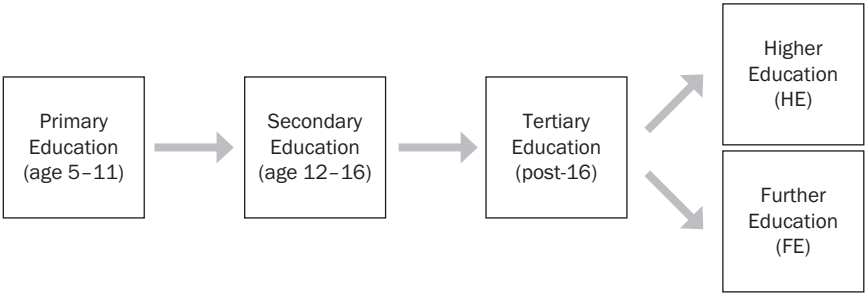 Primary
Education
(age 5–11)
Secondary
Education
(age 12–16)
Tertiary
Education
(post-16)
Higher
Education
(HE)
Further
Education
(FE)